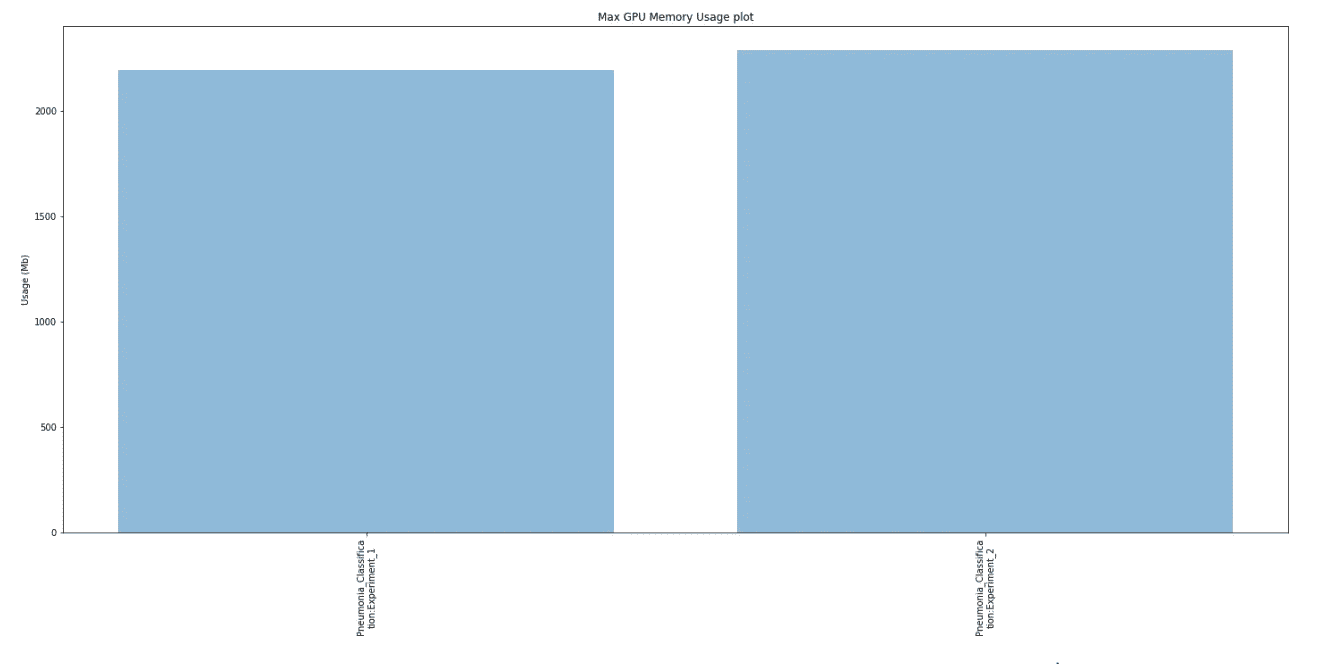 Max GPU Memory Usage plot
2000
1500
1000
500
0
Usage (Mb)
Pneumonia_Classifica
tion:Experiment_1
Pneumonia_Classifica
tion:Experiment_2